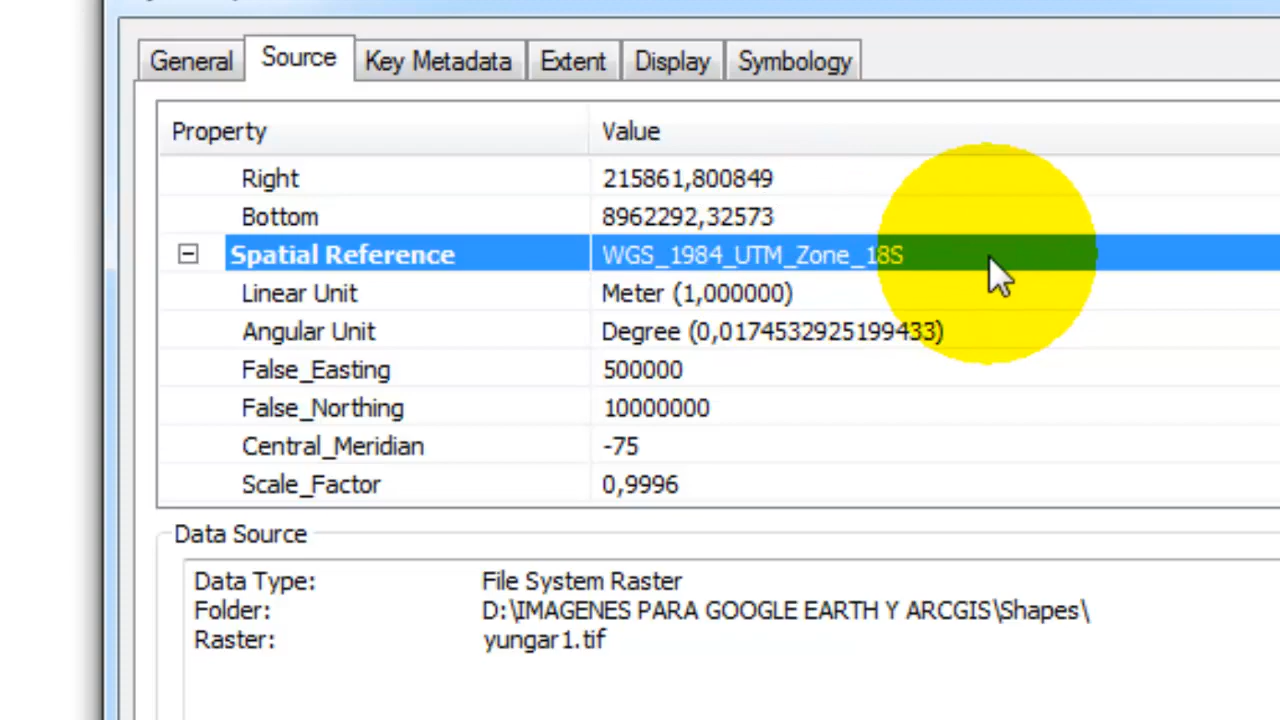 General Source Key Metadata Extent Display Symbology
Property Value
Right 215861,800849
Bottom 8962292,32573
Spatial Reference WGS_1984_UTM_Zone_18S
Linear Unit Meter (1,000000)
Angular Unit Degree (0,0174532925199433)
False_Easting 500000
False_Northing 10000000
Central_Meridian -75
Scale_Factor 0,9996
Data Source
Data Type: File System Raster
Folder: D:\IMAGENES PARA GOOGLE EARTH Y ARCGIS\Shapes\
Raster: yungar1.tif